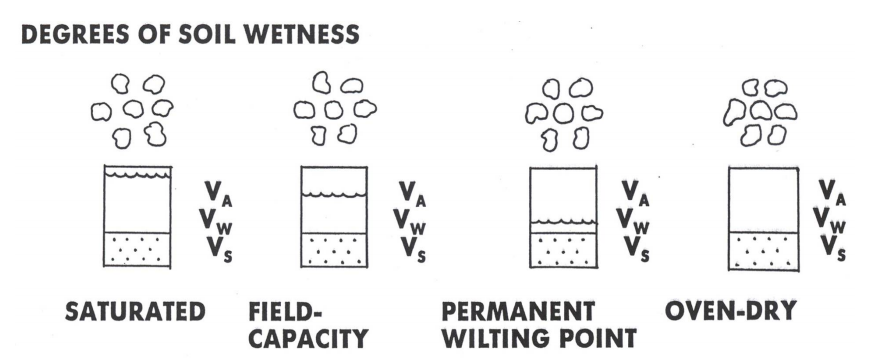 DEGREES OF SOIL WETNESS
V_A
V_W
V_S
V_A
V_W
V_S
V_A
V_W
V_S
V_A
V_W
V_S
SATURATED
FIELD-
CAPACITY
PERMANENT
WILTING POINT
OVEN-DRY